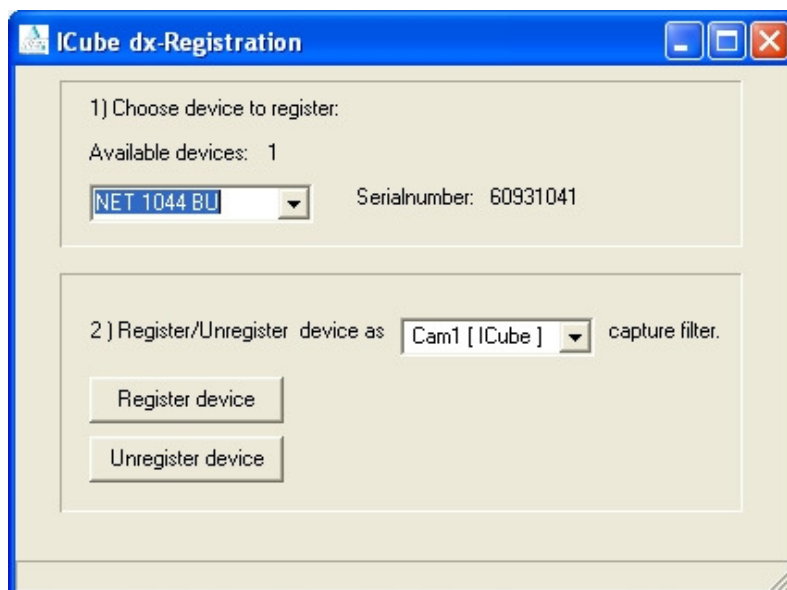 ICube dx-Registration
1) Choose device to register:
Available devices: 1
NET 1044 BU Serialnumber: 60931041
2 ) Register/Unregister device as Cam1 [ ICube ] capture filter.
Register device
Unregister device